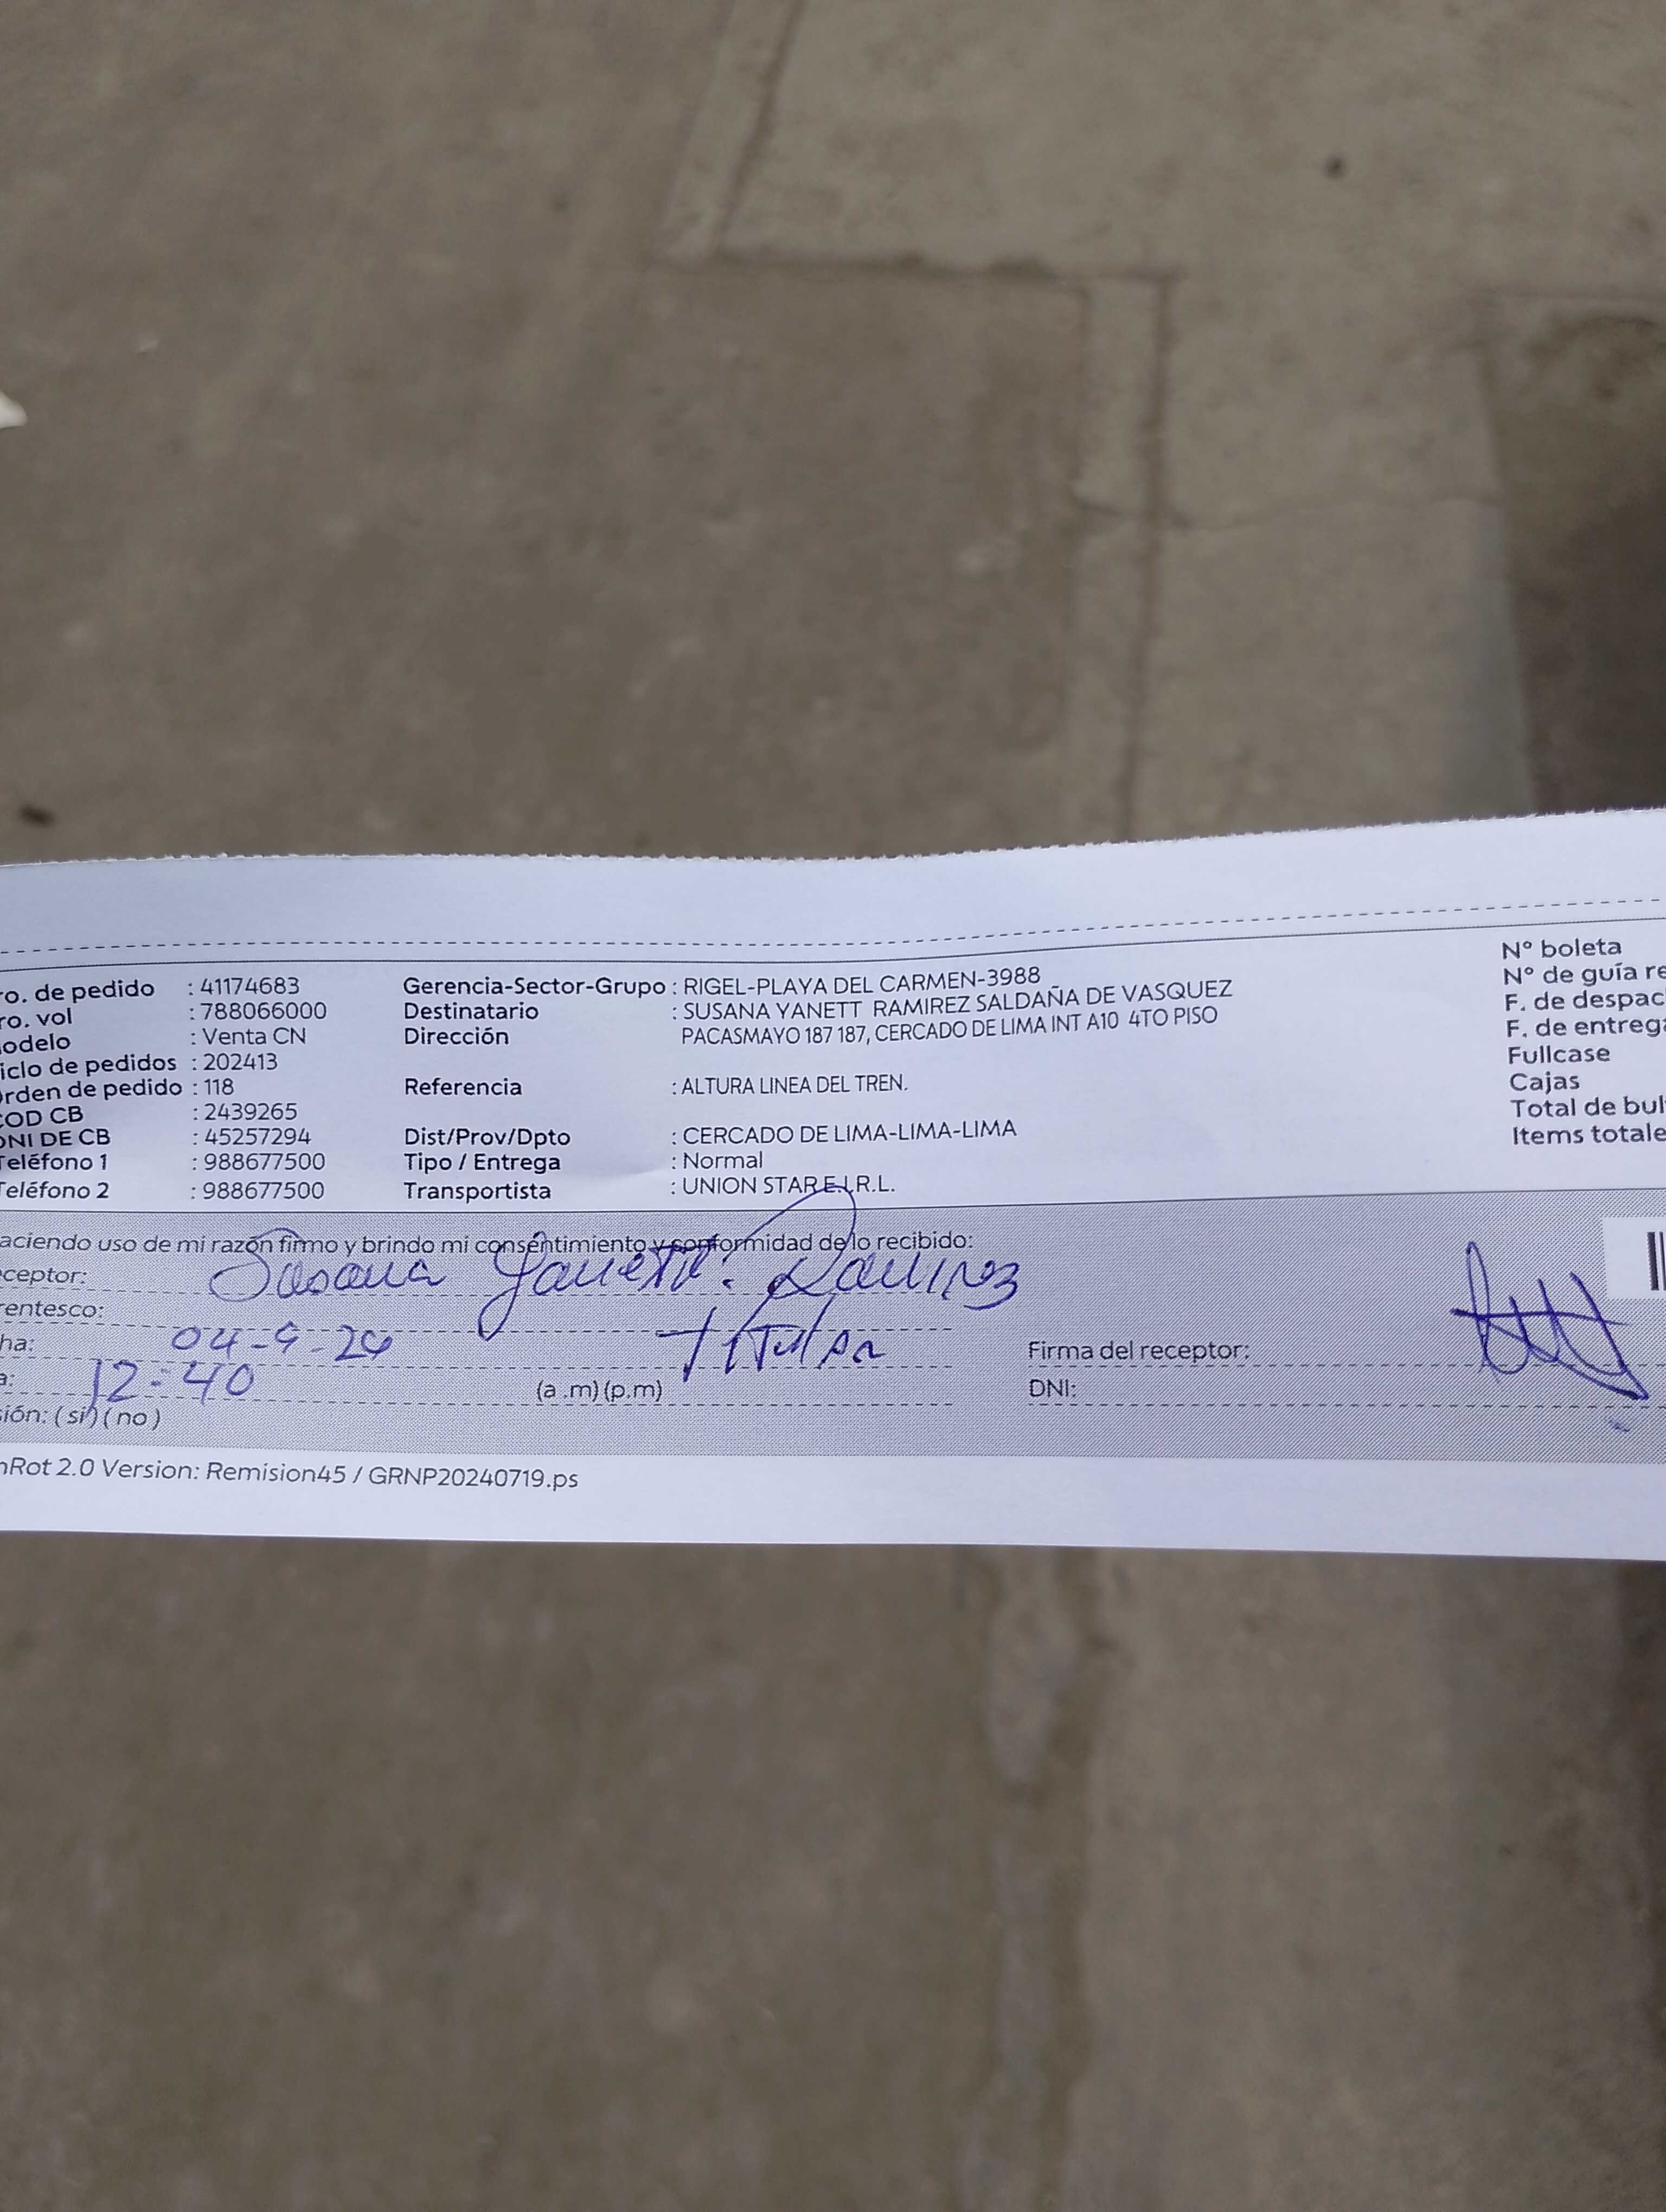 ro. de pedido : 41174683 Gerencia-Sector-Grupo : RIGEL-PLAYA DEL CARMEN-3988 N° boleta
ro. vol : 788066000 Destinatario : SUSANA YANETT RAMIREZ SALDAÑA DE VASQUEZ N° de guía re
odelo : Venta CN Dirección PACASMAYO 187 187, CERCADO DE LIMA INT A10 4TO PISO F. de despac
iclo de pedidos : 202413 F. de entrega
rden de pedido : 118 Referencia : ALTURA LINEA DEL TREN. Fullcase
COD CB : 2439265 Cajas
DNI DE CB : 45257294 Dist/Prov/Dpto : CERCADO DE LIMA-LIMA-LIMA Total de bul
Teléfono 1 : 988677500 Tipo / Entrega : Normal Items totale
Teléfono 2 : 988677500 Transportista : UNION STAR E.I.R.L.
aciendo uso de mi razón firmo y brindo mi consentimiento y conformidad de lo recibido:
ceptor: Susana Yanett. Ramirez
rentesco: Titular
ha: 04-9-24 Firma del receptor:
a: 12:40 (a .m) (p.m) DNI:
sión: ( si ) ( no )
nRot 2.0 Version: Remision45 / GRNP20240719.ps